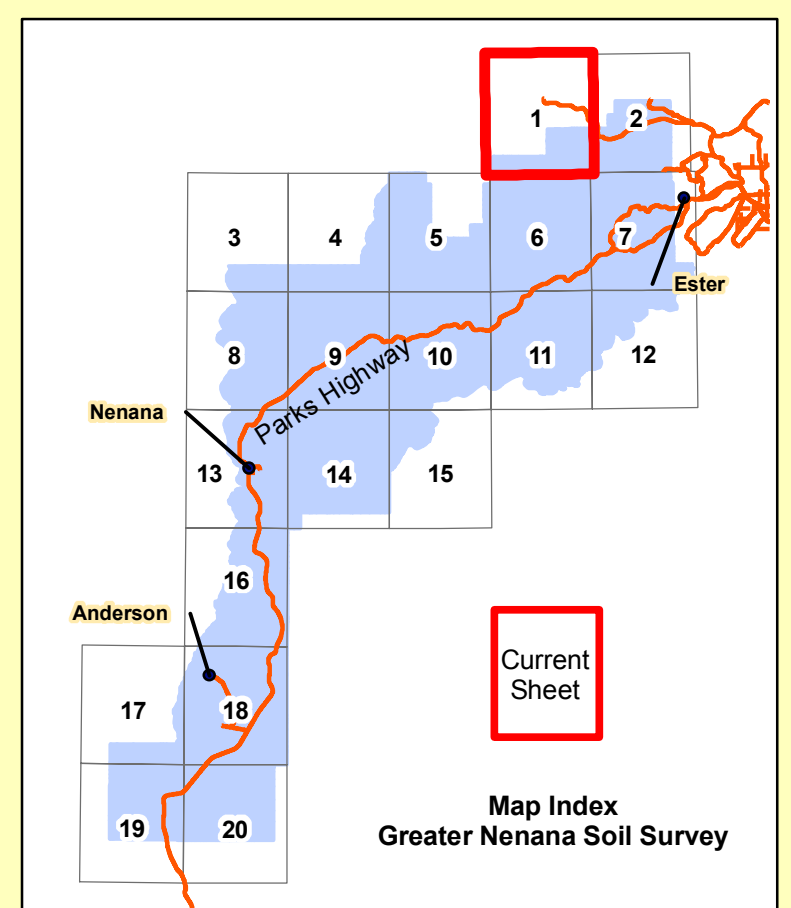 1
2
3
4
5
6
7
Ester
8
9
10
11
12
Parks Highway
Nenana
13
14
15
16
Anderson
17
18
19
20
Current
Sheet
Map Index
Greater Nenana Soil Survey